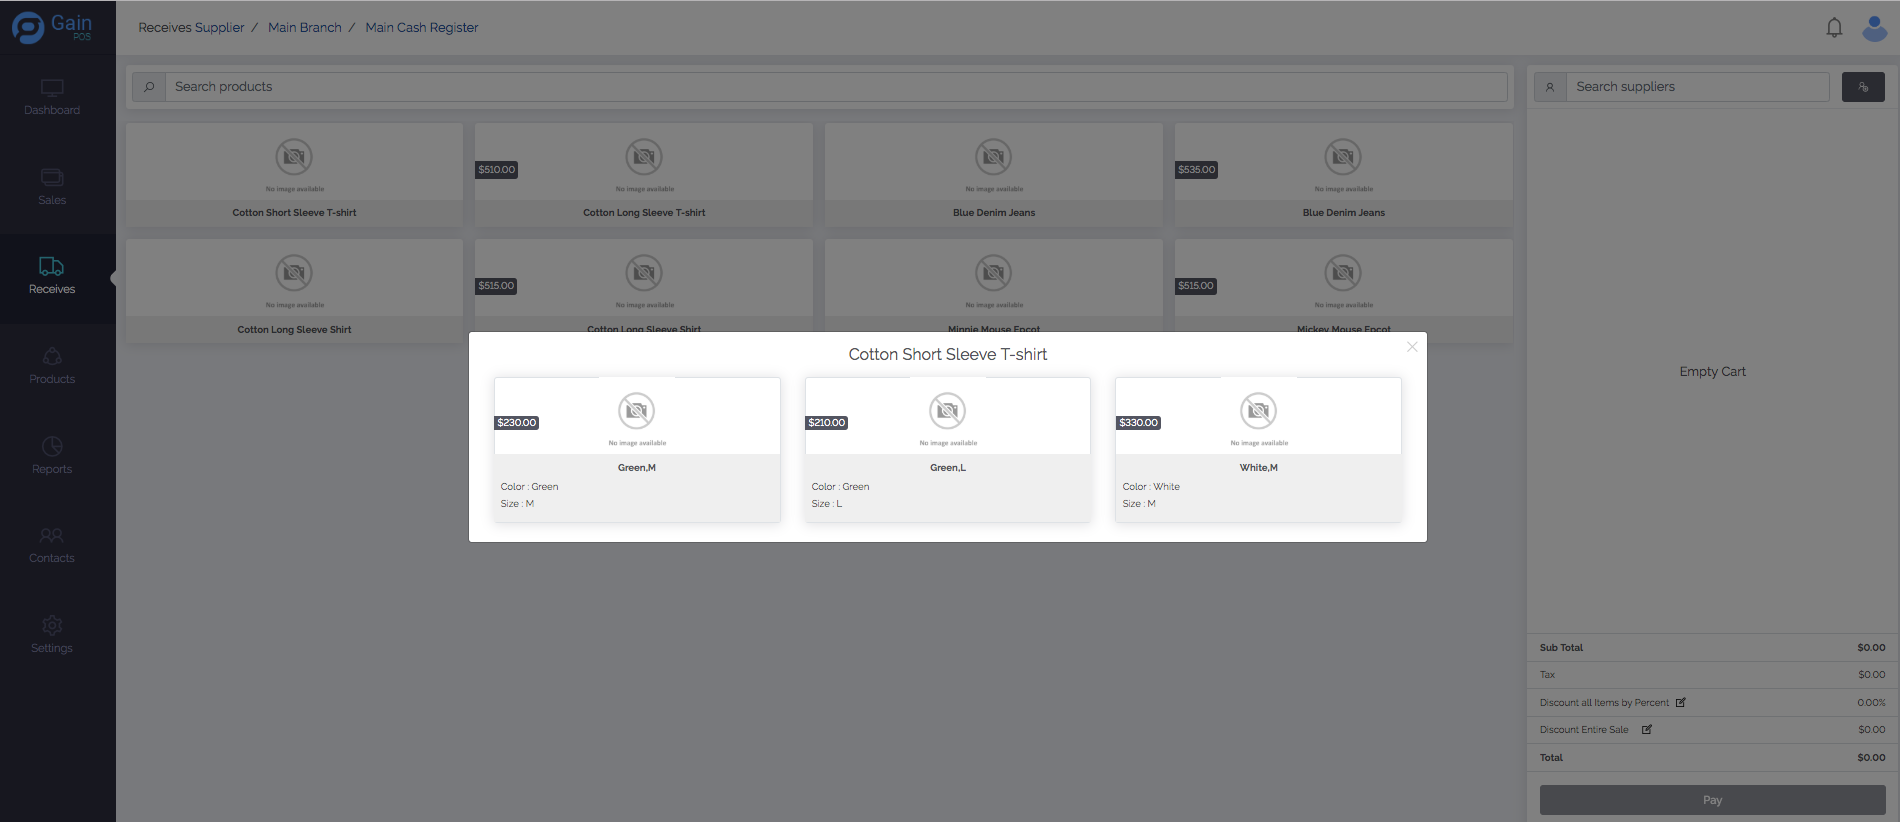 Gain
POS
Receives Supplier / Main Branch / Main Cash Register
Dashboard
Sales
Receives
Products
Reports
Contacts
Settings
Search products
No image available
Cotton Short Sleeve T-shirt
$510.00
No image available
Cotton Long Sleeve T-shirt
No image available
Blue Denim Jeans
$535.00
No image available
Blue Denim Jeans
No image available
Cotton Long Sleeve Shirt
$515.00
No image available
Cotton Long Sleeve Shirt
No image available
Minnie Mouse Epcot
$515.00
No image available
Mickey Mouse Epcot
Cotton Short Sleeve T-shirt
$230.00
No image available
Green,M
Color : Green
Size : M
$210.00
No image available
Green,L
Color : Green
Size : L
$330.00
No image available
White,M
Color : White
Size : M
Search suppliers
Empty Cart
Sub Total $0.00
Tax $0.00
Discount all Items by Percent 0.00%
Discount Entire Sale $0.00
Total $0.00
Pay